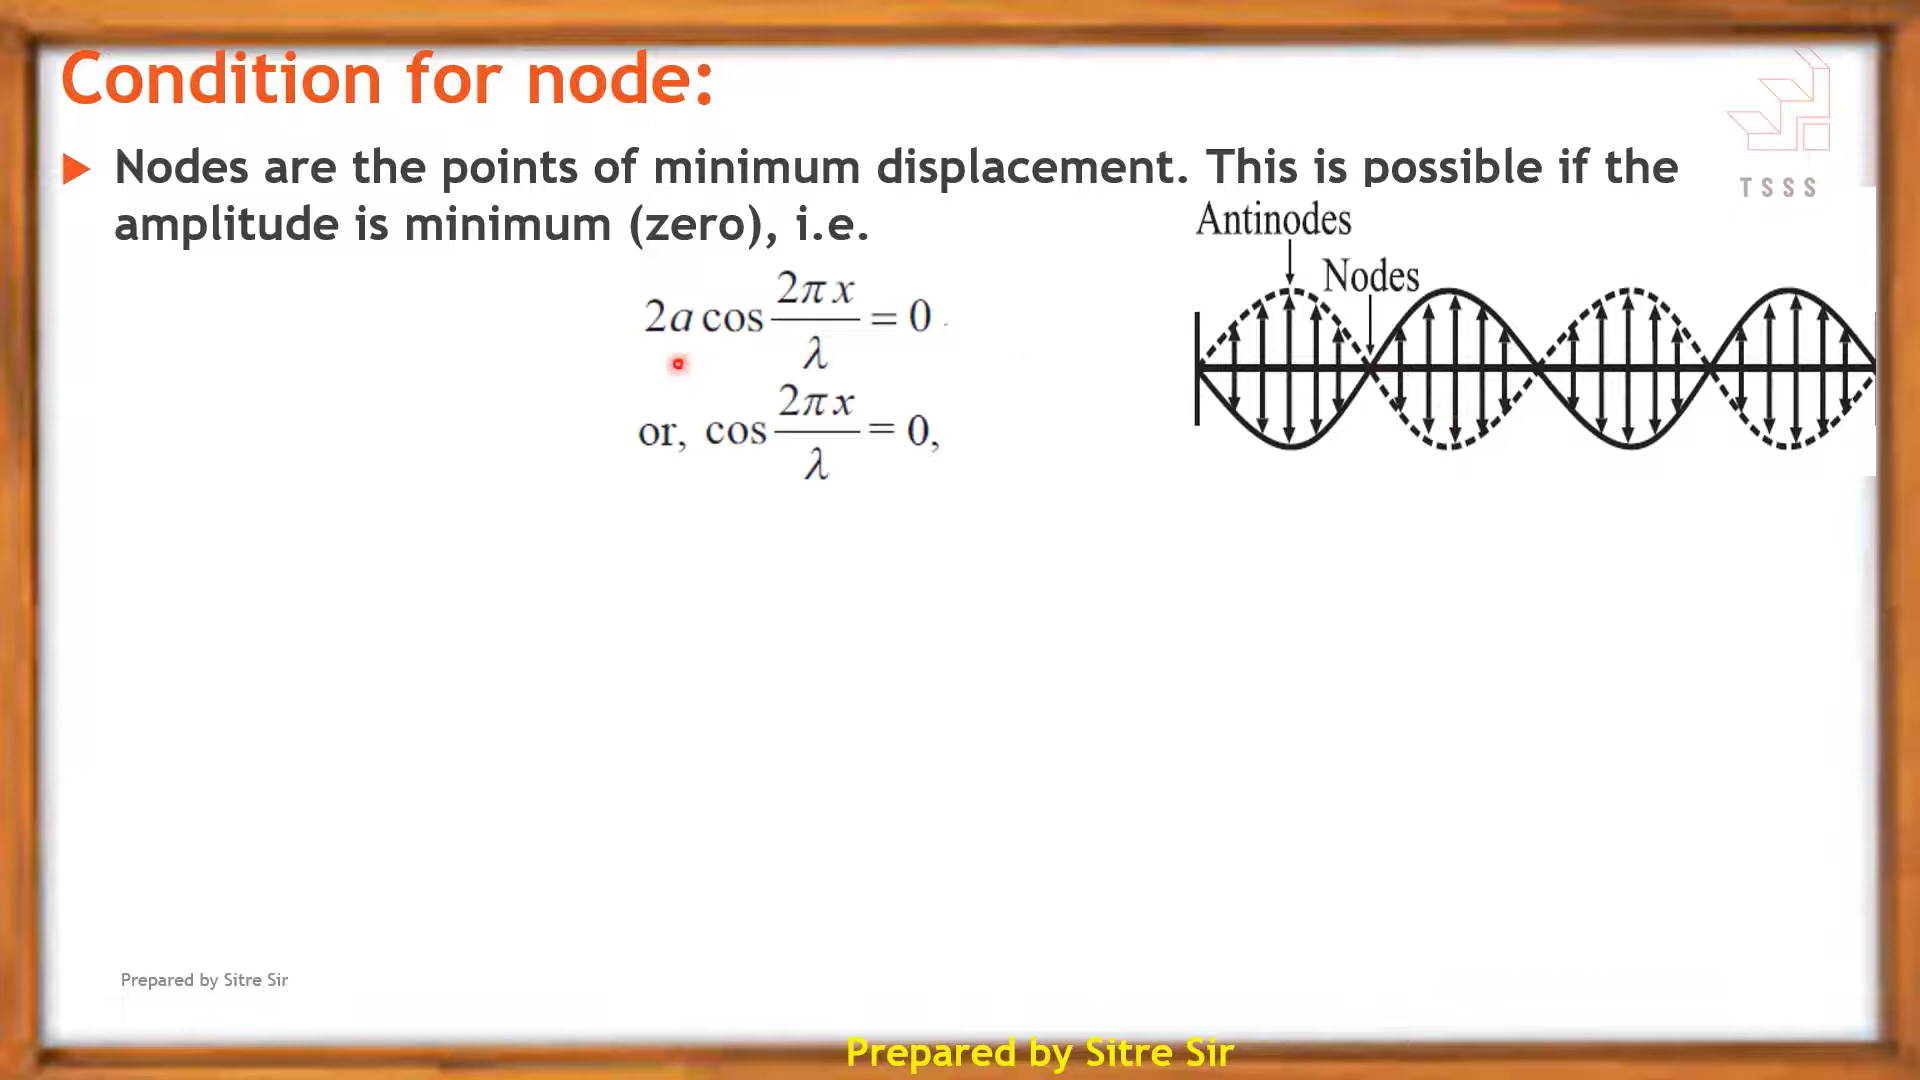 Condition for node:
Nodes are the points of minimum displacement. This is possible if the
amplitude is minimum (zero), i.e.
TSSS
Antinodes
Nodes
2a cos 2πx/λ = 0
or, cos 2πx/λ = 0,
Prepared by Sitre Sir
Prepared by Sitre Sir